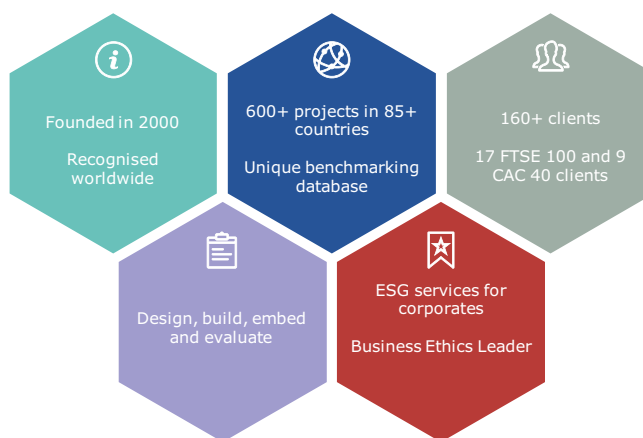 Founded in 2000
Recognised
worldwide
600+ projects in 85+
countries
Unique benchmarking
database
160+ clients
17 FTSE 100 and 9
CAC 40 clients
Design, build, embed
and evaluate
ESG services for
corporates
Business Ethics Leader